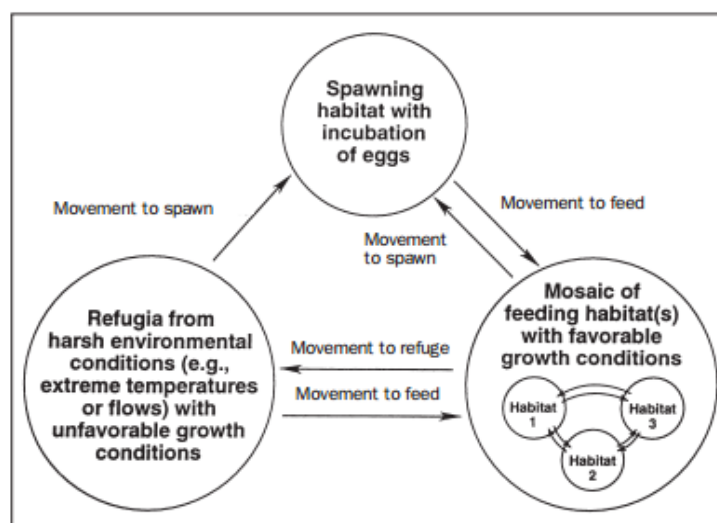 Spawning
habitat with
incubation
of eggs
Movement to spawn
Movement to feed
Movement
to spawn
Refugia from
harsh environmental
conditions (e.g.,
extreme temperatures
or flows) with
unfavorable growth
conditions
Movement to refuge
Movement to feed
Mosaic of
feeding habitat(s)
with favorable
growth conditions
Habitat
1
Habitat
3
Habitat
2